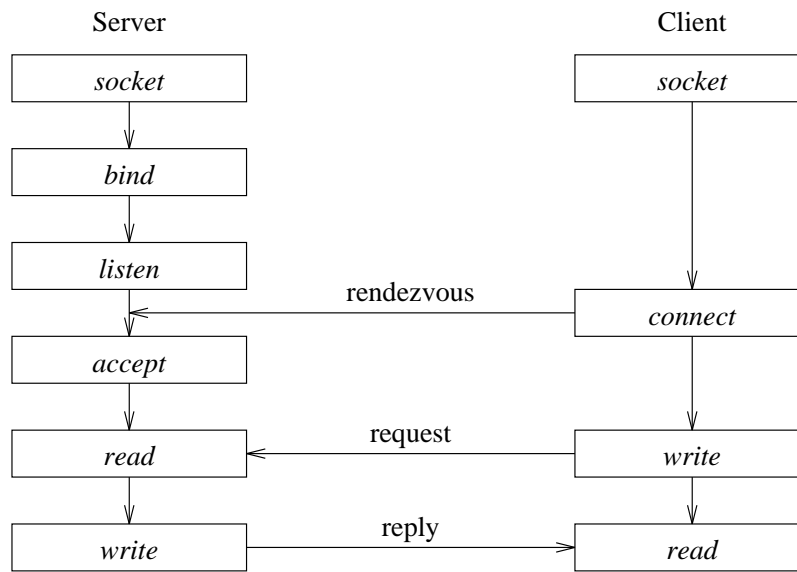 Server
Client
socket
socket
bind
listen
rendezvous
connect
accept
read
request
write
write
reply
read